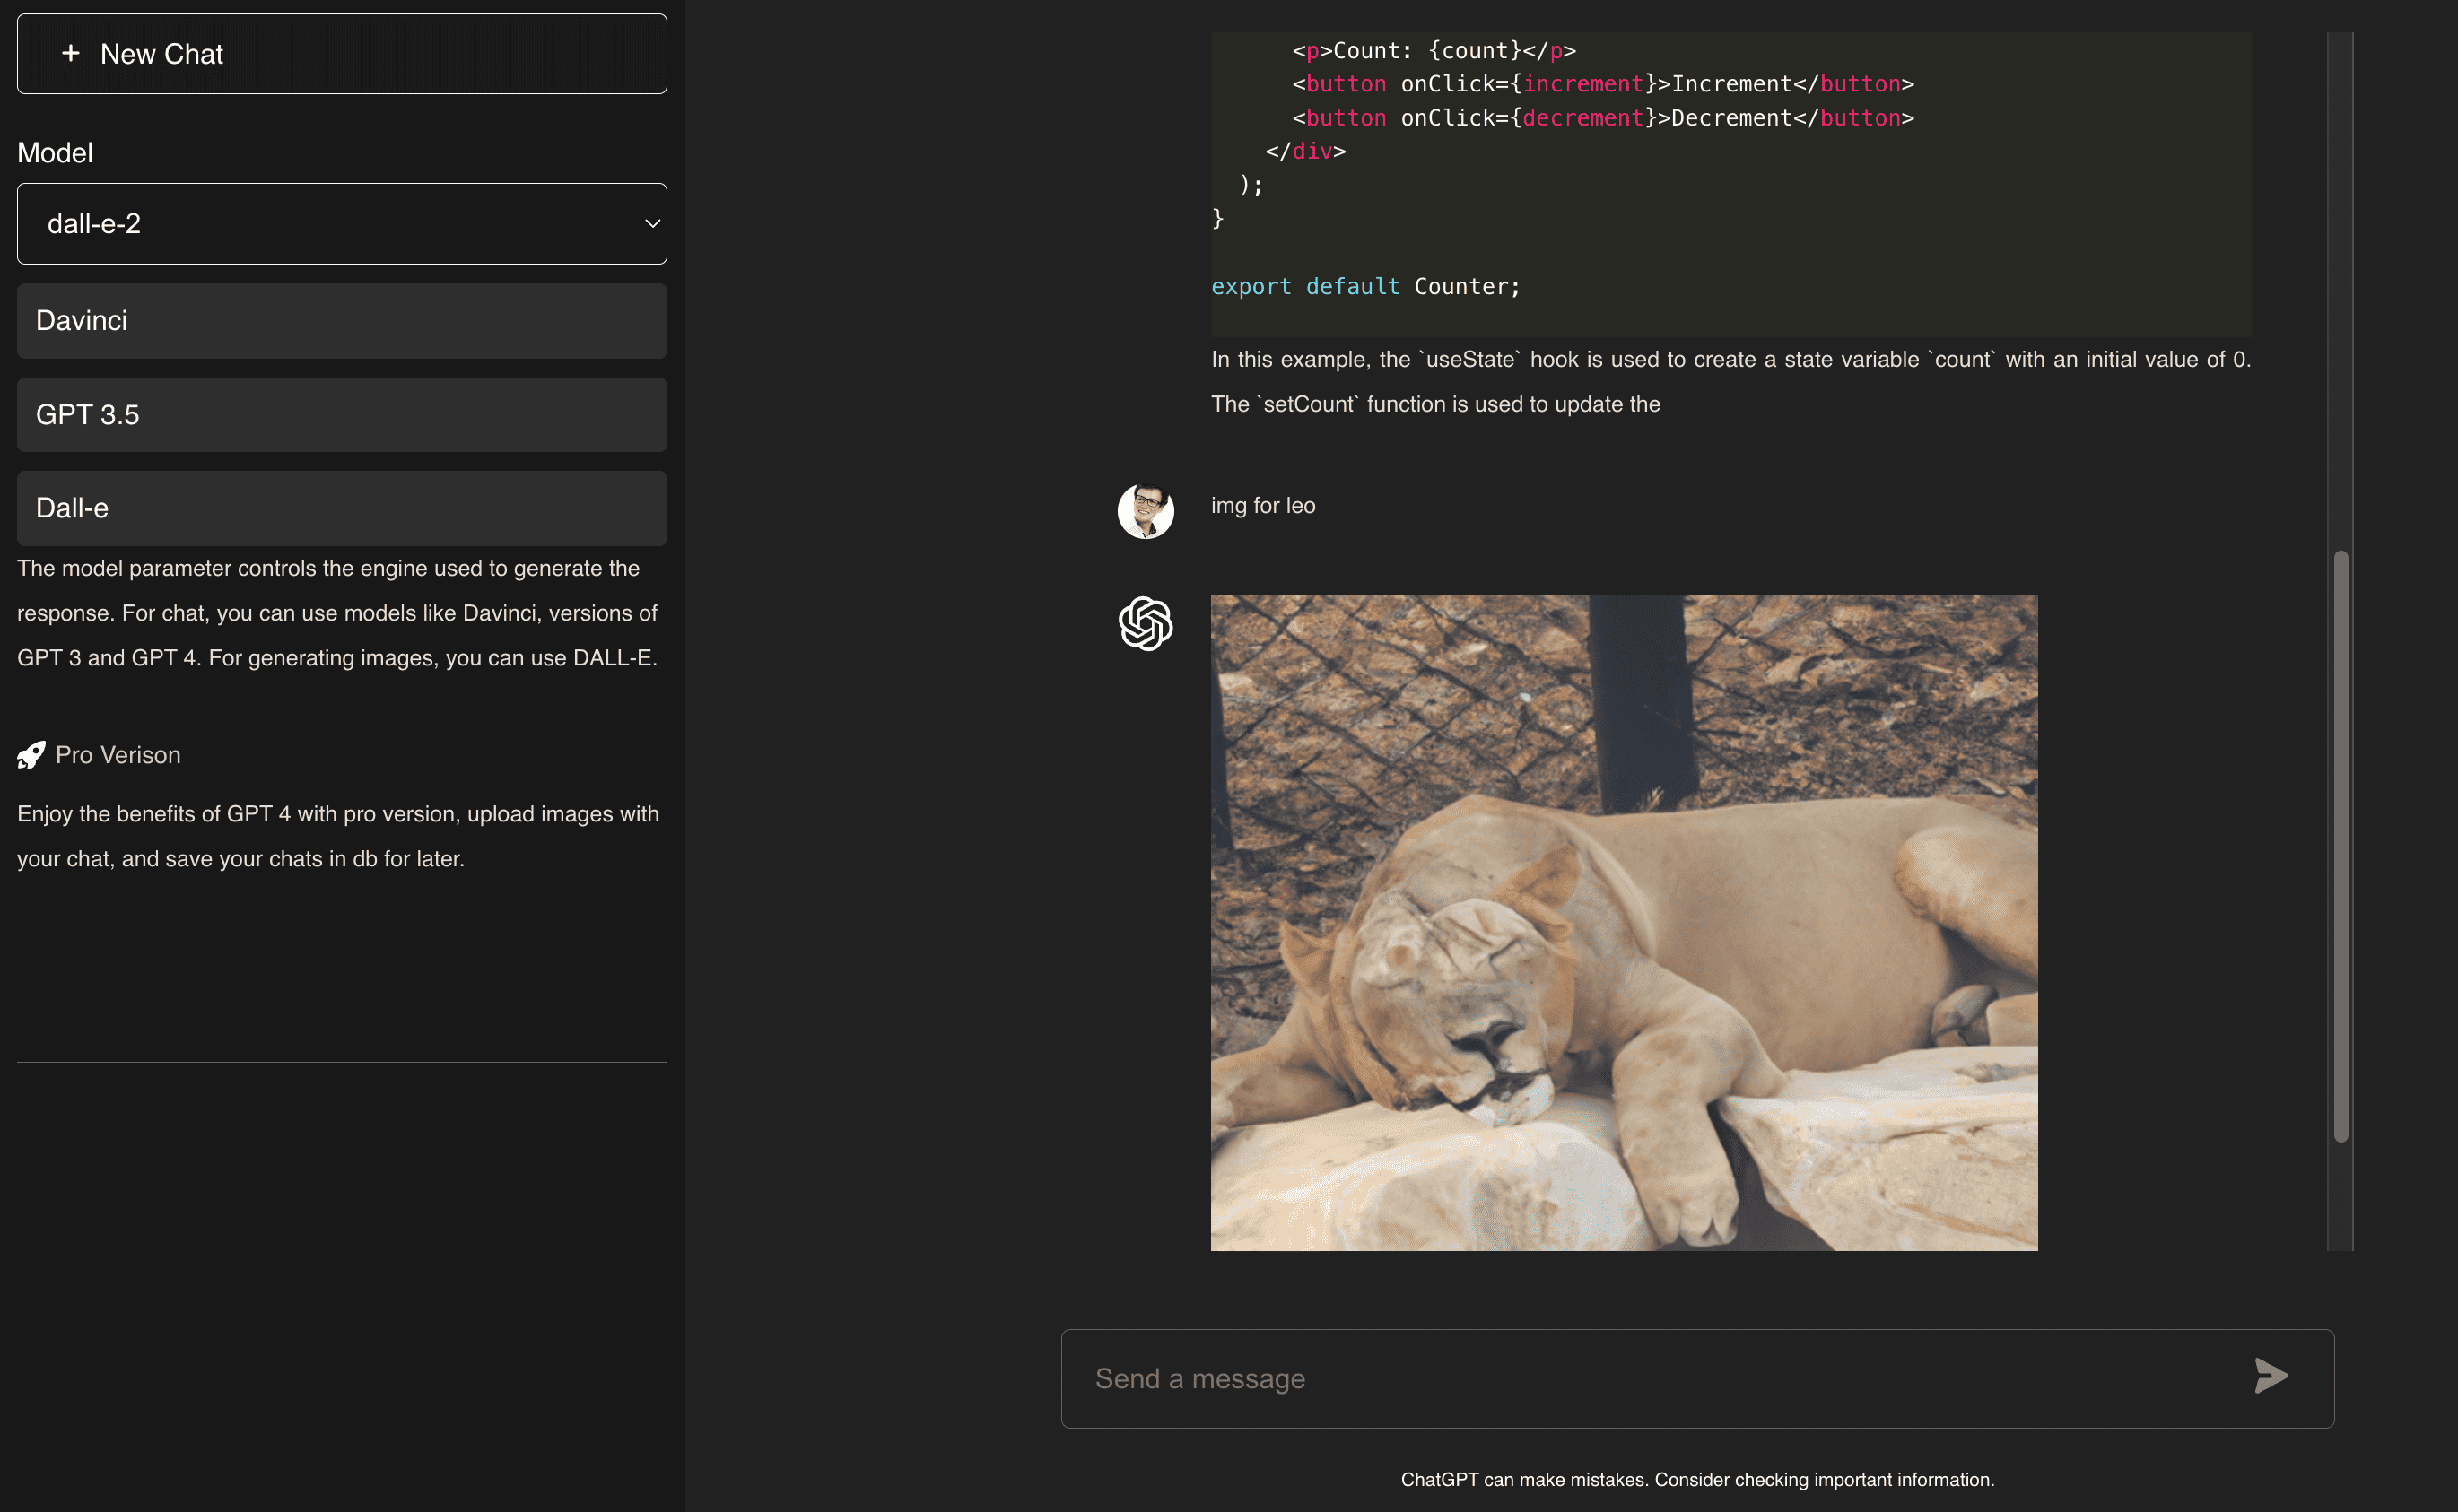 + New Chat
Model
dall-e-2
Davinci
GPT 3.5
Dall-e
The model parameter controls the engine used to generate the
response. For chat, you can use models like Davinci, versions of
GPT 3 and GPT 4. For generating images, you can use DALL-E.
Pro Verison
Enjoy the benefits of GPT 4 with pro version, upload images with
your chat, and save your chats in db for later.
      <p>Count: {count}</p>
      <button onClick={increment}>Increment</button>
      <button onClick={decrement}>Decrement</button>
    </div>
  );
}
export default Counter;
In this example, the `useState` hook is used to create a state variable `count` with an initial value of 0.
The `setCount` function is used to update the
img for leo
Send a message
ChatGPT can make mistakes. Consider checking important information.